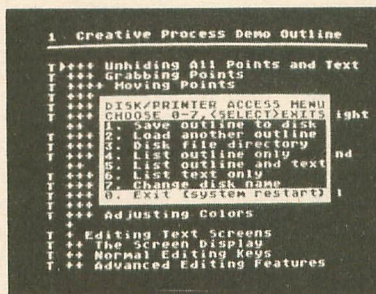 1 Creative Process Demo Outline
T +++ Unhiding All Points and Text
T +++ Grabbing Points
T ++++ Moving Points
DISK/PRINTER ACCESS MENU
CHOOSE 0-7,(SELECT)EXITS
ight
1. Save outline to disk
2. Load another outline
3. Disk file directory
4. List outline only
nd
5. List outline and text
6. List text only
7. Change disk name
0. Exit (system restart)
T +++ Adjusting Colors
+
T + Editing Text Screens
T ++ The Screen Display
T ++ Normal Editing Keys
T ++ Advanced Editing Features